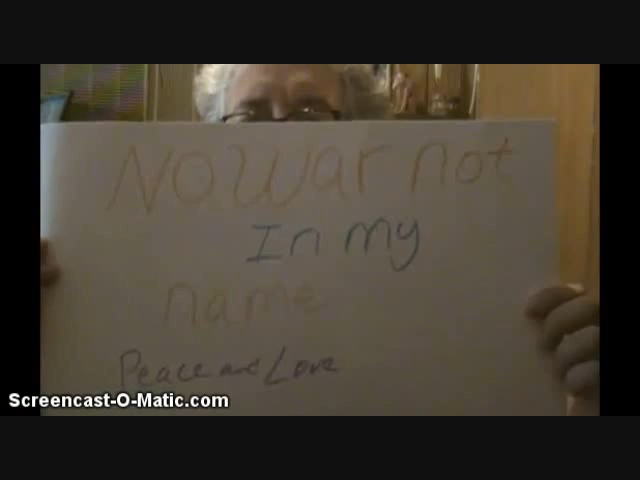 No War not
In my
name
Peace and Love
Screencast-O-Matic.com